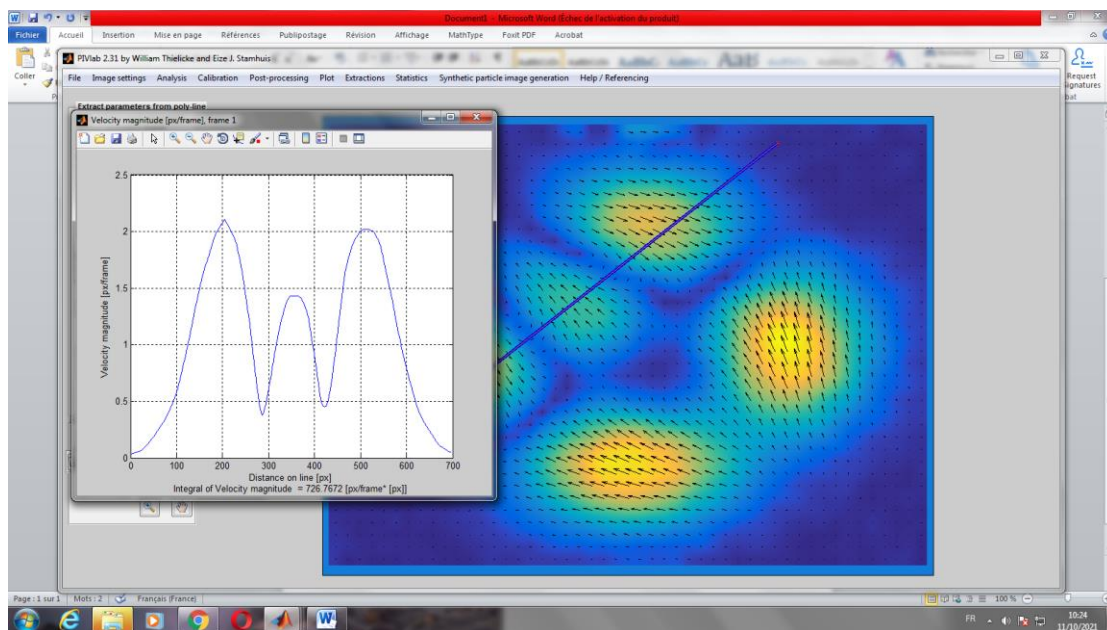 Document1 - Microsoft Word (Échec de l'activation du produit)
Fichier Accueil Insertion Mise en page Références Publipostage Révision Affichage MathType Foxit PDF Acrobat
Coller
Request
Signatures
PIVlab 2.31 by William Thielicke and Eize J. Stamhuis
File Image settings Analysis Calibration Post-processing Plot Extractions Statistics Synthetic particle image generation Help / Referencing
Extract parameters from poly-line
Velocity magnitude [px/frame], frame 1
2.5
2
1.5
1
0.5
0
Velocity magnitude [px/frame]
0 100 200 300 400 500 600 700
Distance on line [px]
Integral of Velocity magnitude = 726.7672 [px/frame* [px]]
Page : 1 sur 1 Mots : 2 Français (France) 100 %
FR 10:24
11/10/2021